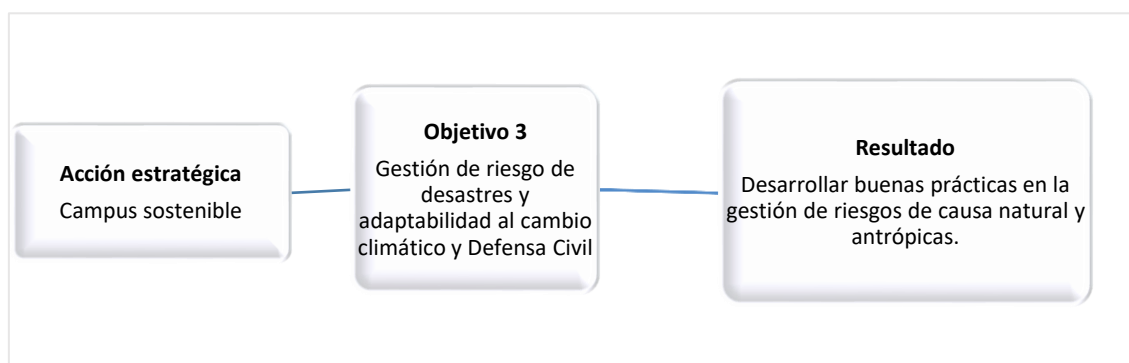 Acción estratégica
Campus sostenible
Objetivo 3
Gestión de riesgo de
desastres y
adaptabilidad al cambio
climático y Defensa Civil
Resultado
Desarrollar buenas prácticas en la
gestión de riesgos de causa natural y
antrópicas.